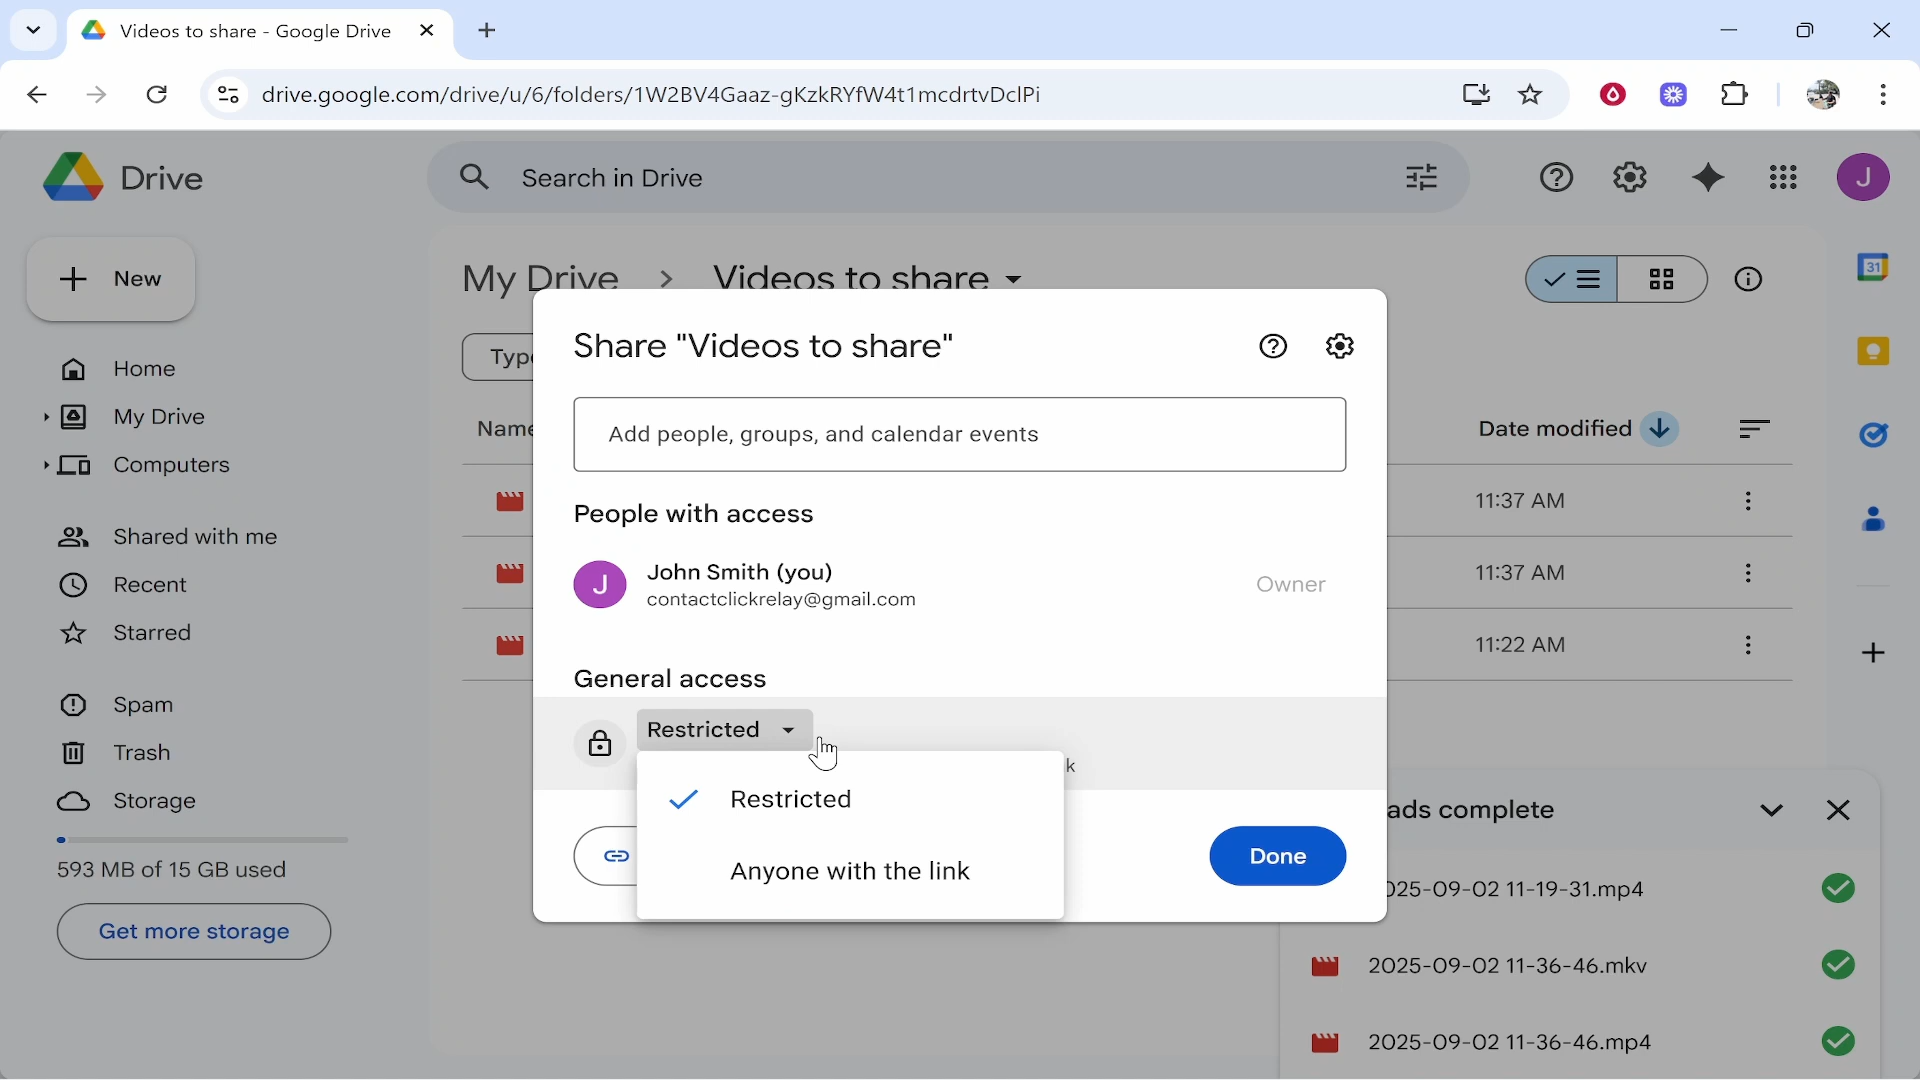 Videos to share - Google Drive
drive.google.com/drive/u/6/folders/1W2BV4Gaaz-gKzkRYfW4t1mcdrtvDclPi
Drive
Search in Drive
J
New
My Drive > Videos to share
31
Home
My Drive
Computers
Shared with me
Recent
Starred
Spam
Trash
Storage
593 MB of 15 GB used
Get more storage
Type
Name
Date modified
11:37 AM
11:37 AM
11:22 AM
Share "Videos to share"
Add people, groups, and calendar events
People with access
J
John Smith (you)
contactclickrelay@gmail.com
Owner
General access
Restricted
k
Restricted
Anyone with the link
Done
ads complete
025-09-02 11-19-31.mp4
2025-09-02 11-36-46.mkv
2025-09-02 11-36-46.mp4